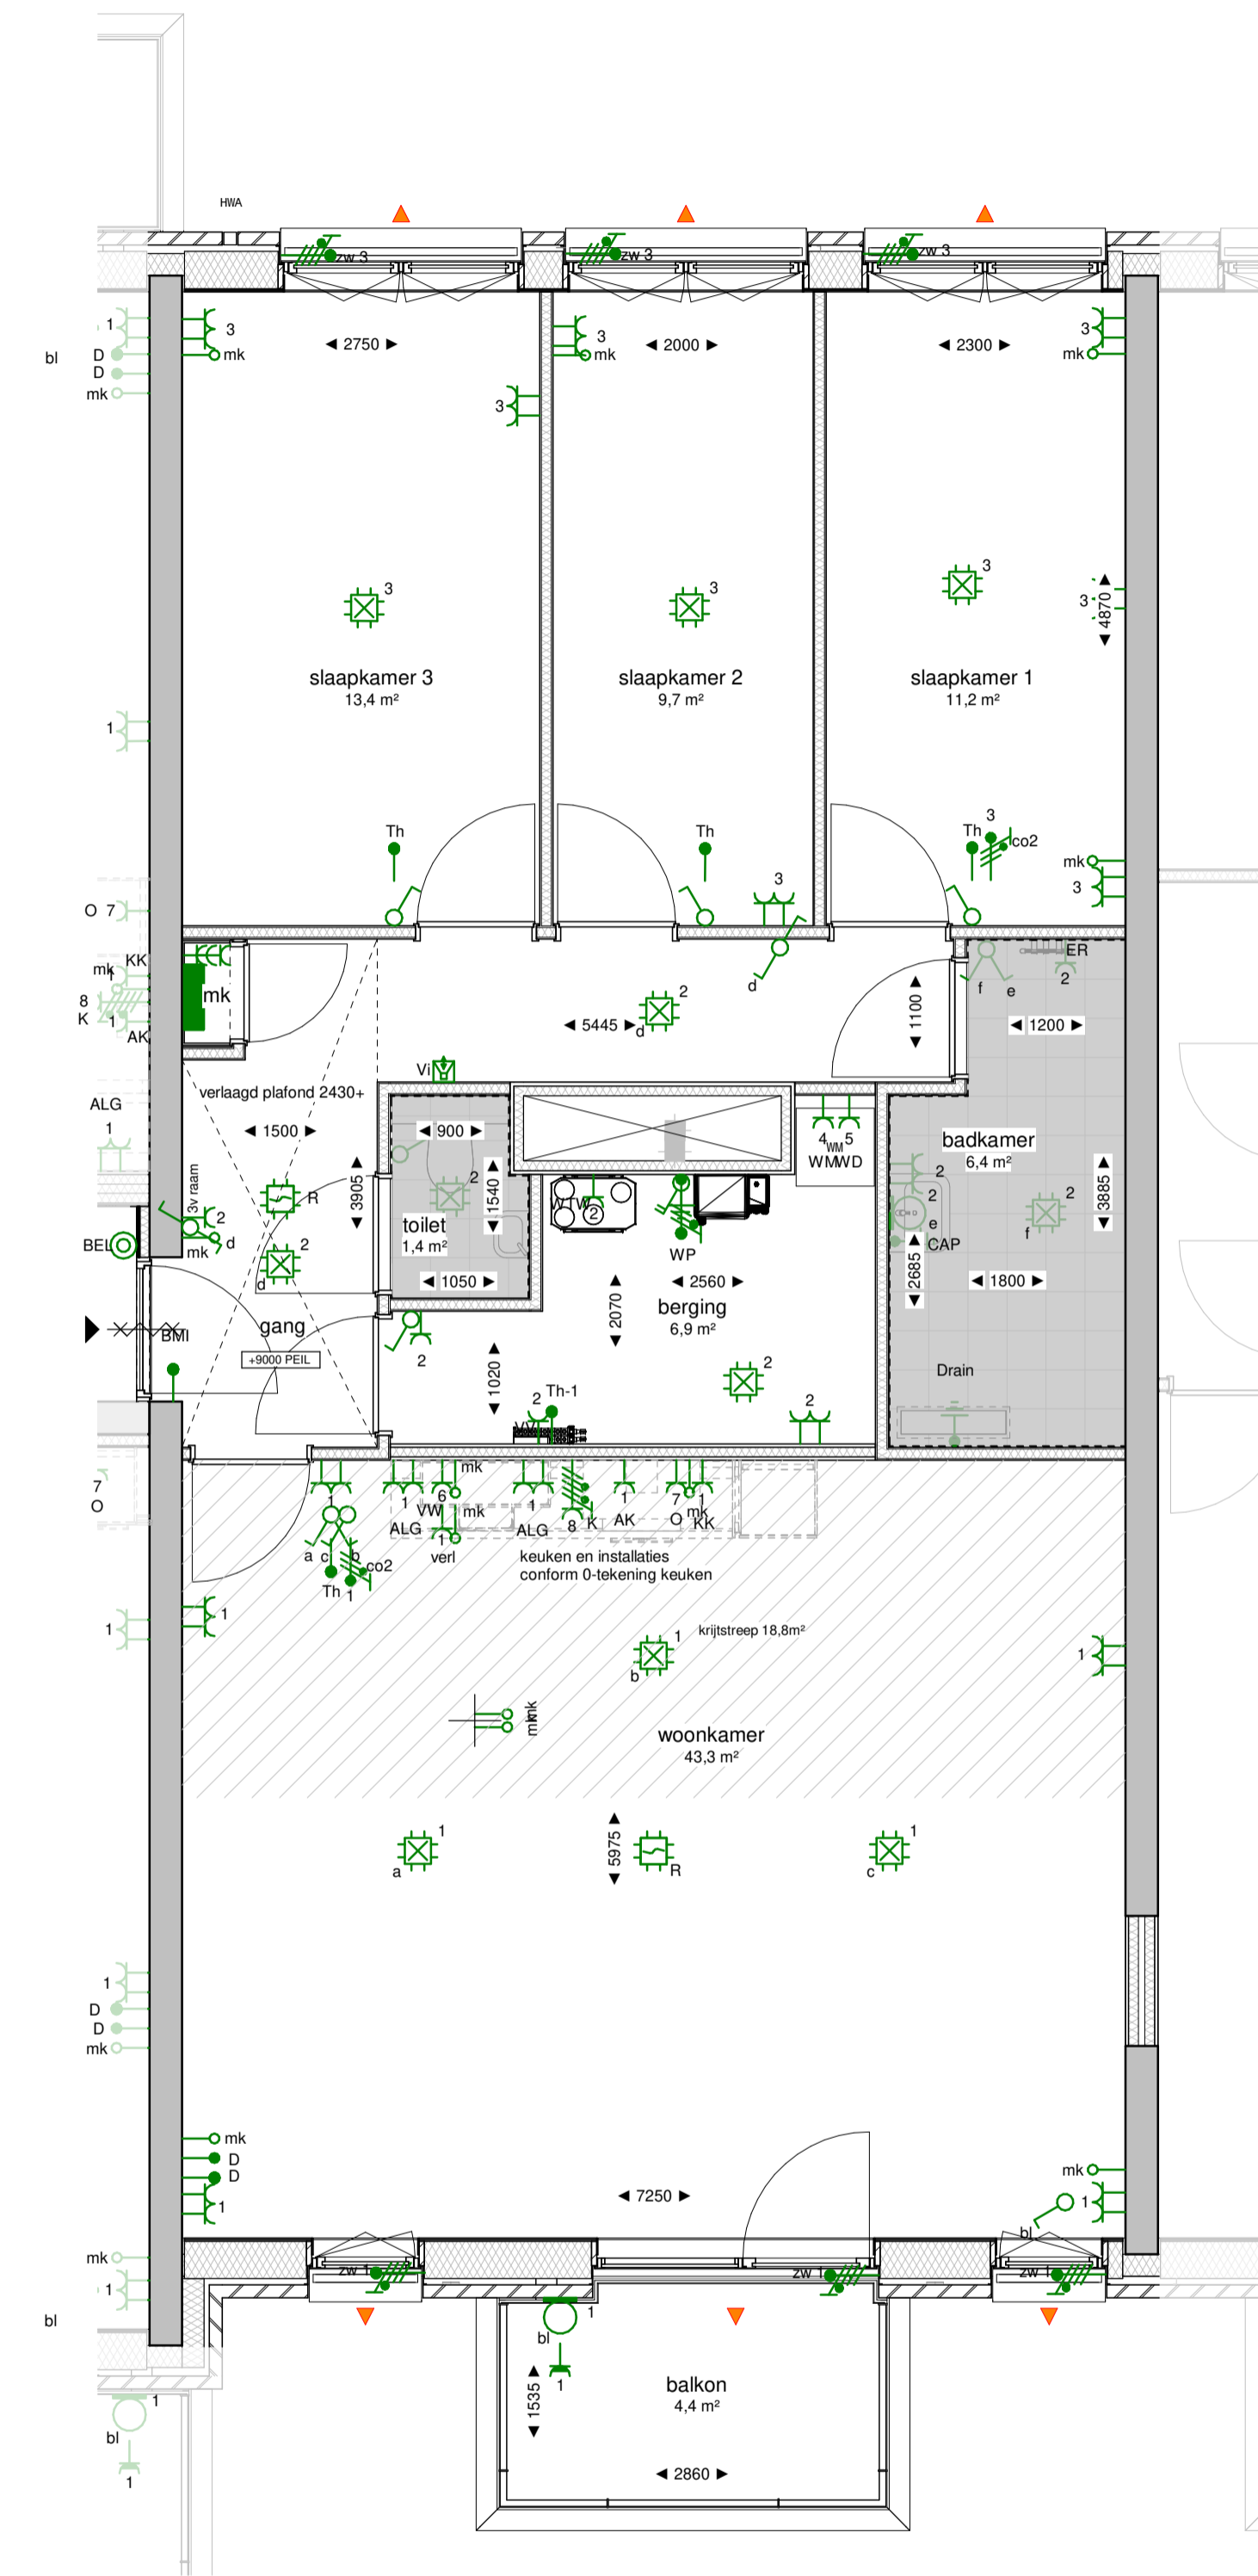 HWA
zw 3
zw 3
zw 3
1
3
2750
3
2000
2300
3
bl
D
mk
mk
mk
D
mk
3
3
3
3
3
4870
slaapkamer 3
13,4 m²
slaapkamer 2
9,7 m²
slaapkamer 1
11,2 m²
1
Th
Th
3
Th
co2
mk
3
3
O 7
KK
mk
mk
8
K
1
AK
d
2
d
5445
1100
ER
2
f
e
1200
Vi
verlaagd plafond 2430+
ALG
1
1500
900
4
5
WM
WMWD
badkamer
6,4 m²
3v raam
R
3905
2
1540
toilet
1,4 m²
WTW
2
2
2
e
2
f
3885
2
mk
d
BEL
2
d
WP
CAP
2685
1050
2560
1800
2070
berging
6,9 m²
gang
BMI
+9000 PEIL
2
1020
2
Drain
2
Th-1
2
VV
7
O
1
1
6
mk
1
1
7
1
VW
mk
ALG
ALG
8
K
AK
O
mk
KK
1
verl
a
c
b
co2
Th
1
keuken en installaties
conform 0-tekening keuken
1
1
krijtstreep 18,8m²
1
b
1
mk
mk
woonkamer
43,3 m²
1
a
5975
R
1
c
1
D
D
mk
mk
D
D
1
7250
mk
1
bl
mk
1
zw 1
zw 1
zw 1
bl
1
bl
1
1535
balkon
4,4 m²
2860
1
bl
1